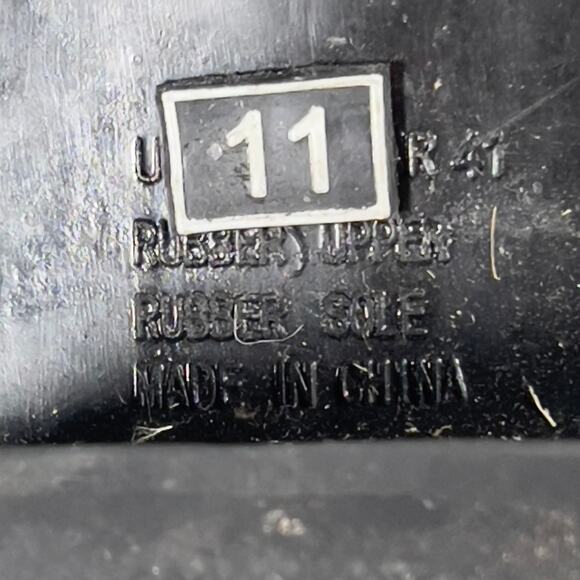 U 11 R 41
RUBBER UPPER
RUBBER SOLE
MADE IN CHINA